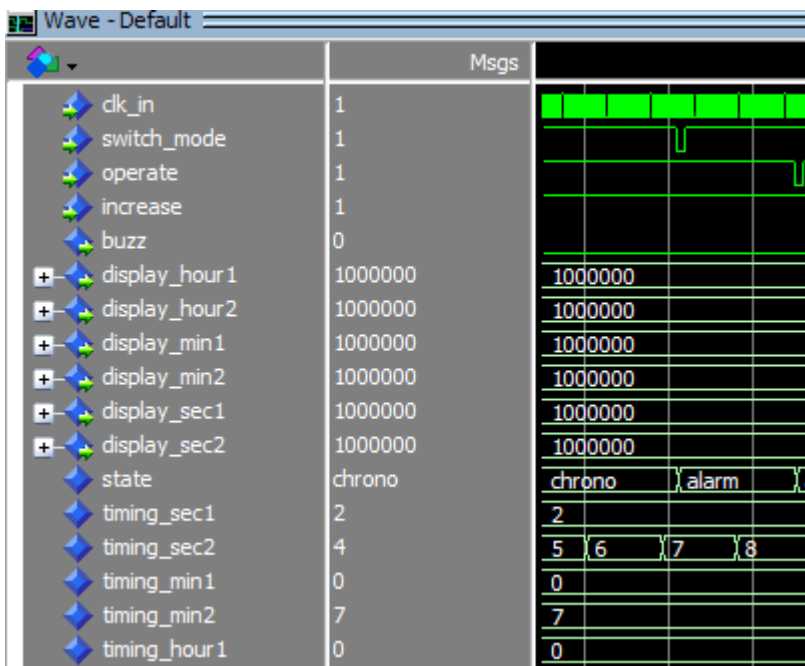 Wave - Default
Msgs
clk_in 1
switch_mode 1
operate 1
increase 1
buzz 0
display_hour1 1000000 1000000
display_hour2 1000000 1000000
display_min1 1000000 1000000
display_min2 1000000 1000000
display_sec1 1000000 1000000
display_sec2 1000000 1000000
state chrono chrono alarm
timing_sec1 2 2
timing_sec2 4 5 6 7 8
timing_min1 0 0
timing_min2 7 7
timing_hour1 0 0